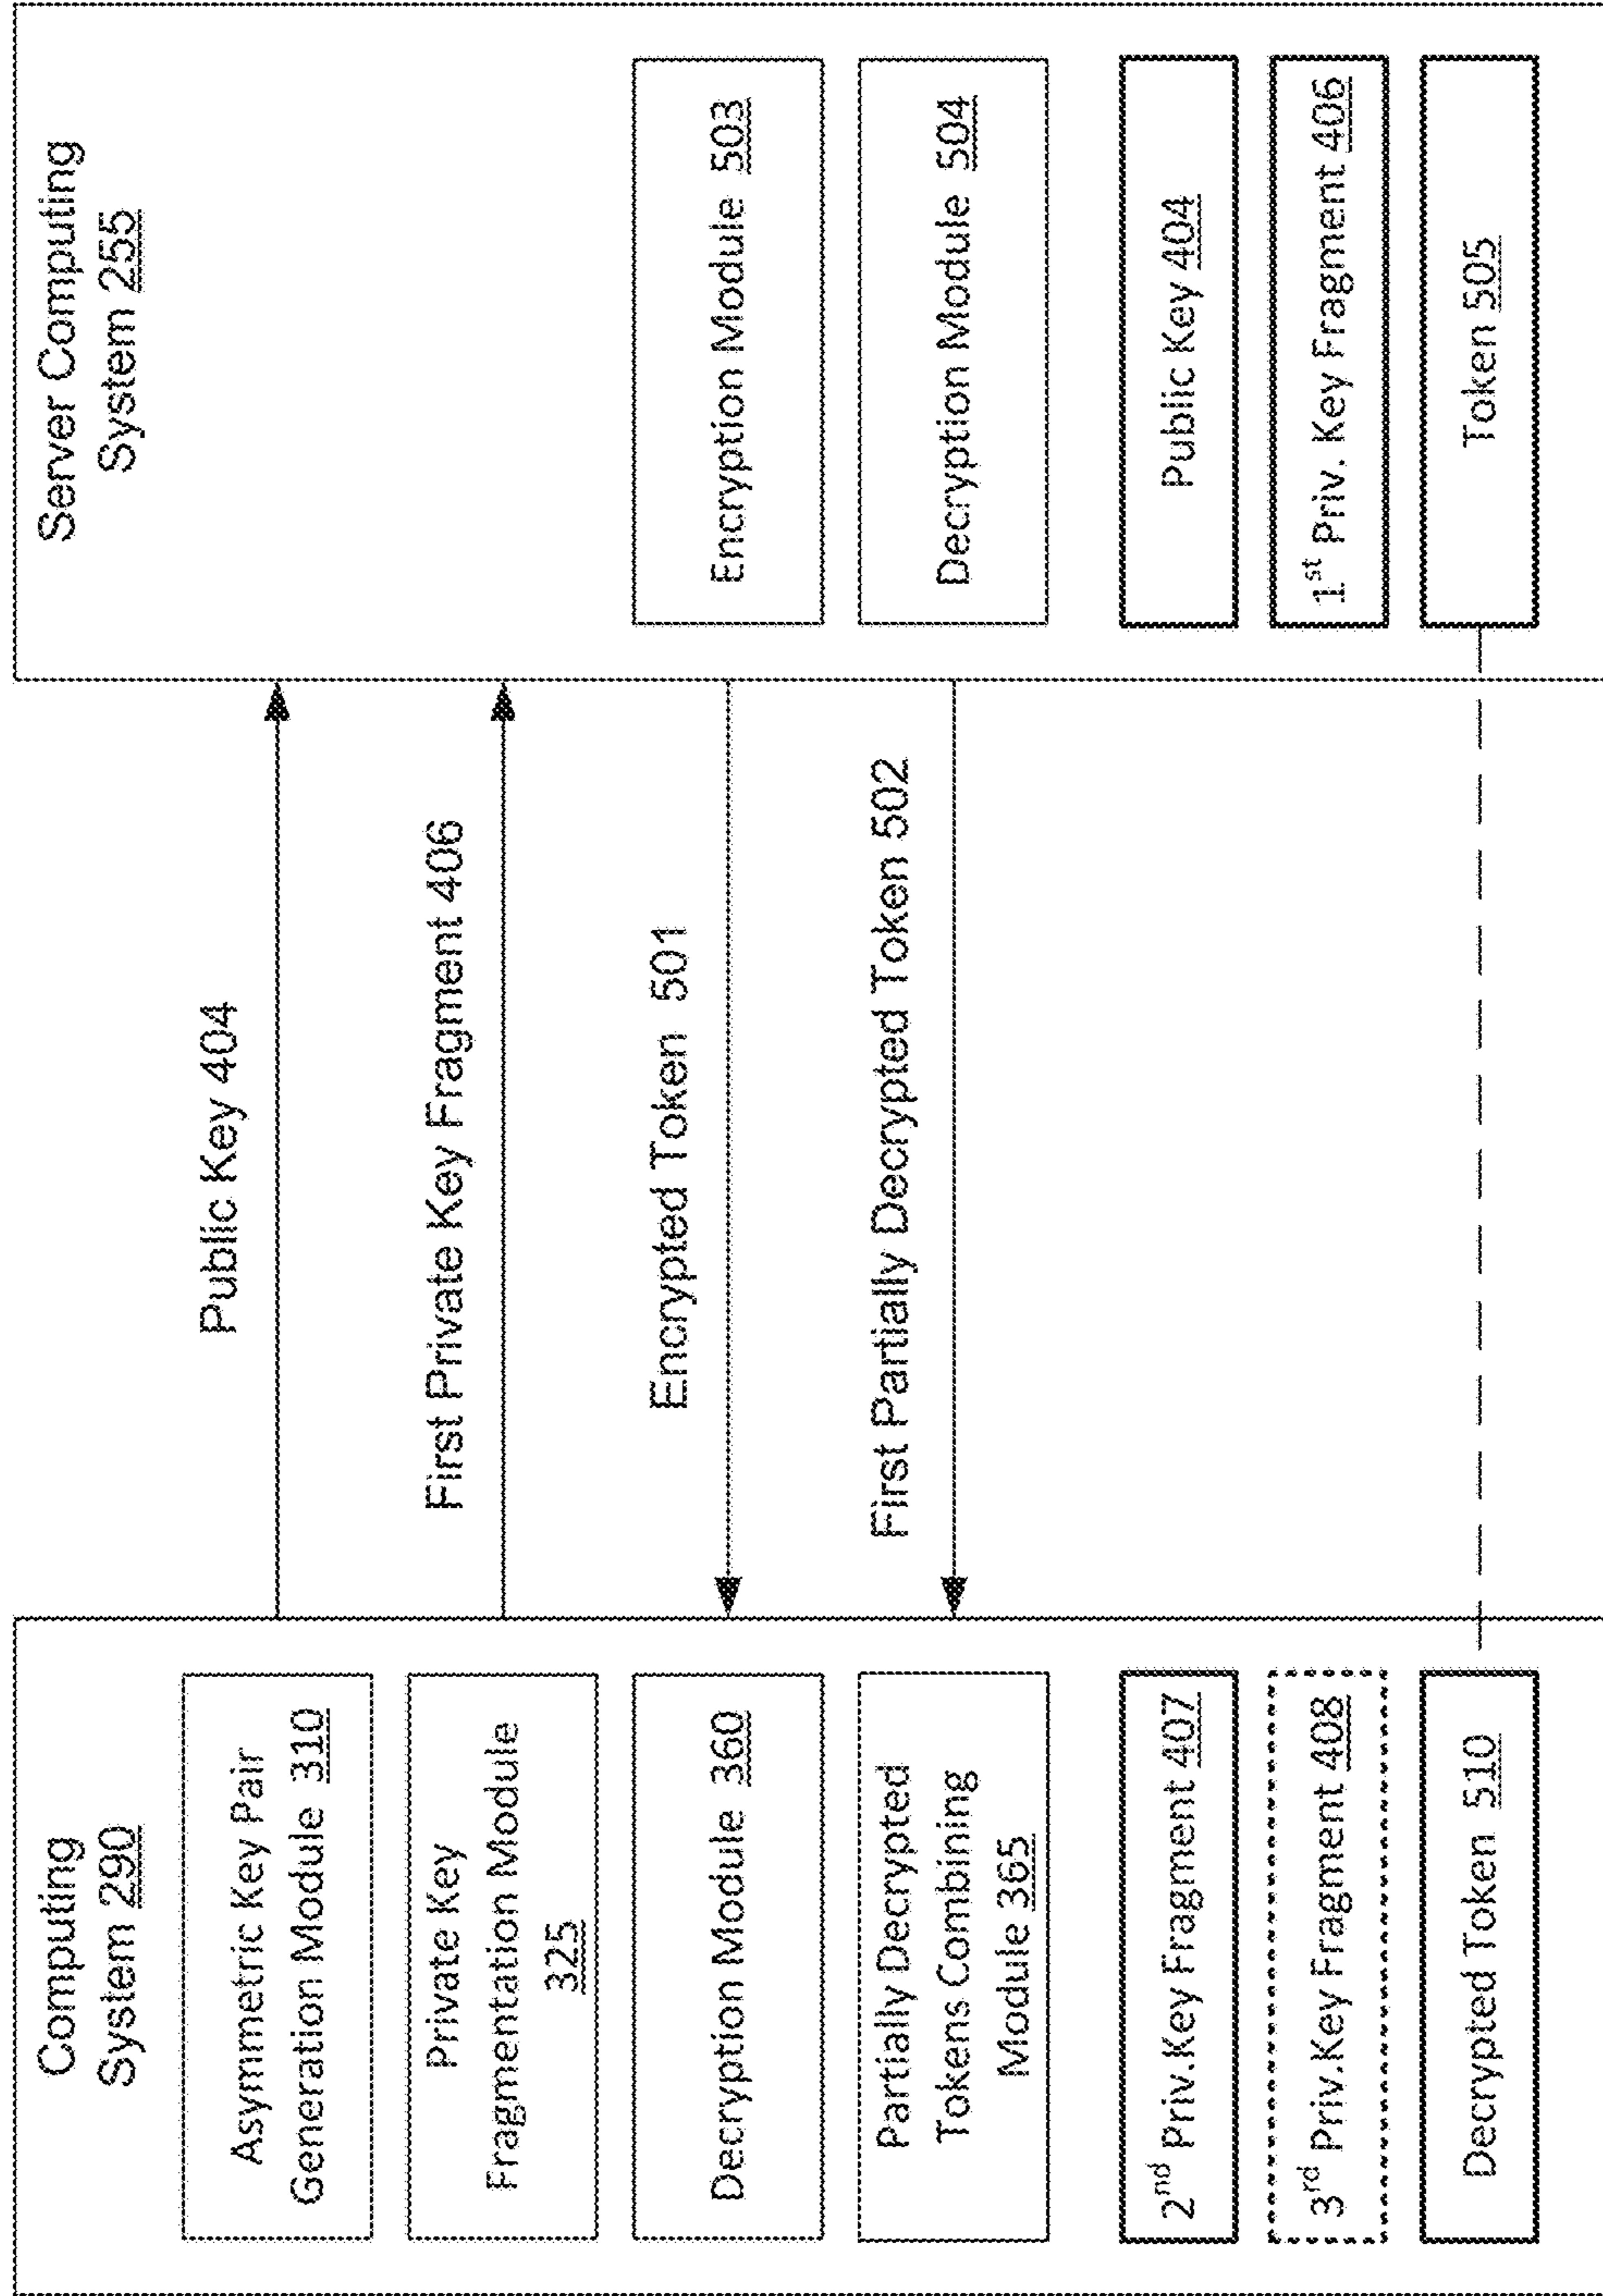 Computing
System 290
Asymmetric Key Pair
Generation Module 310
Private Key
Fragmentation Module
325
Decryption Module 360
Partially Decrypted
Tokens Combining
Module 365
2nd Priv.Key Fragment 407
3rd Priv.Key Fragment 408
Decrypted Token 510
Public Key 404
First Private Key Fragment 406
Encrypted Token 501
First Partially Decrypted Token 502
Server Computing
System 255
Encryption Module 503
Decryption Module 504
Public Key 404
1st Priv. Key Fragment 406
Token 505